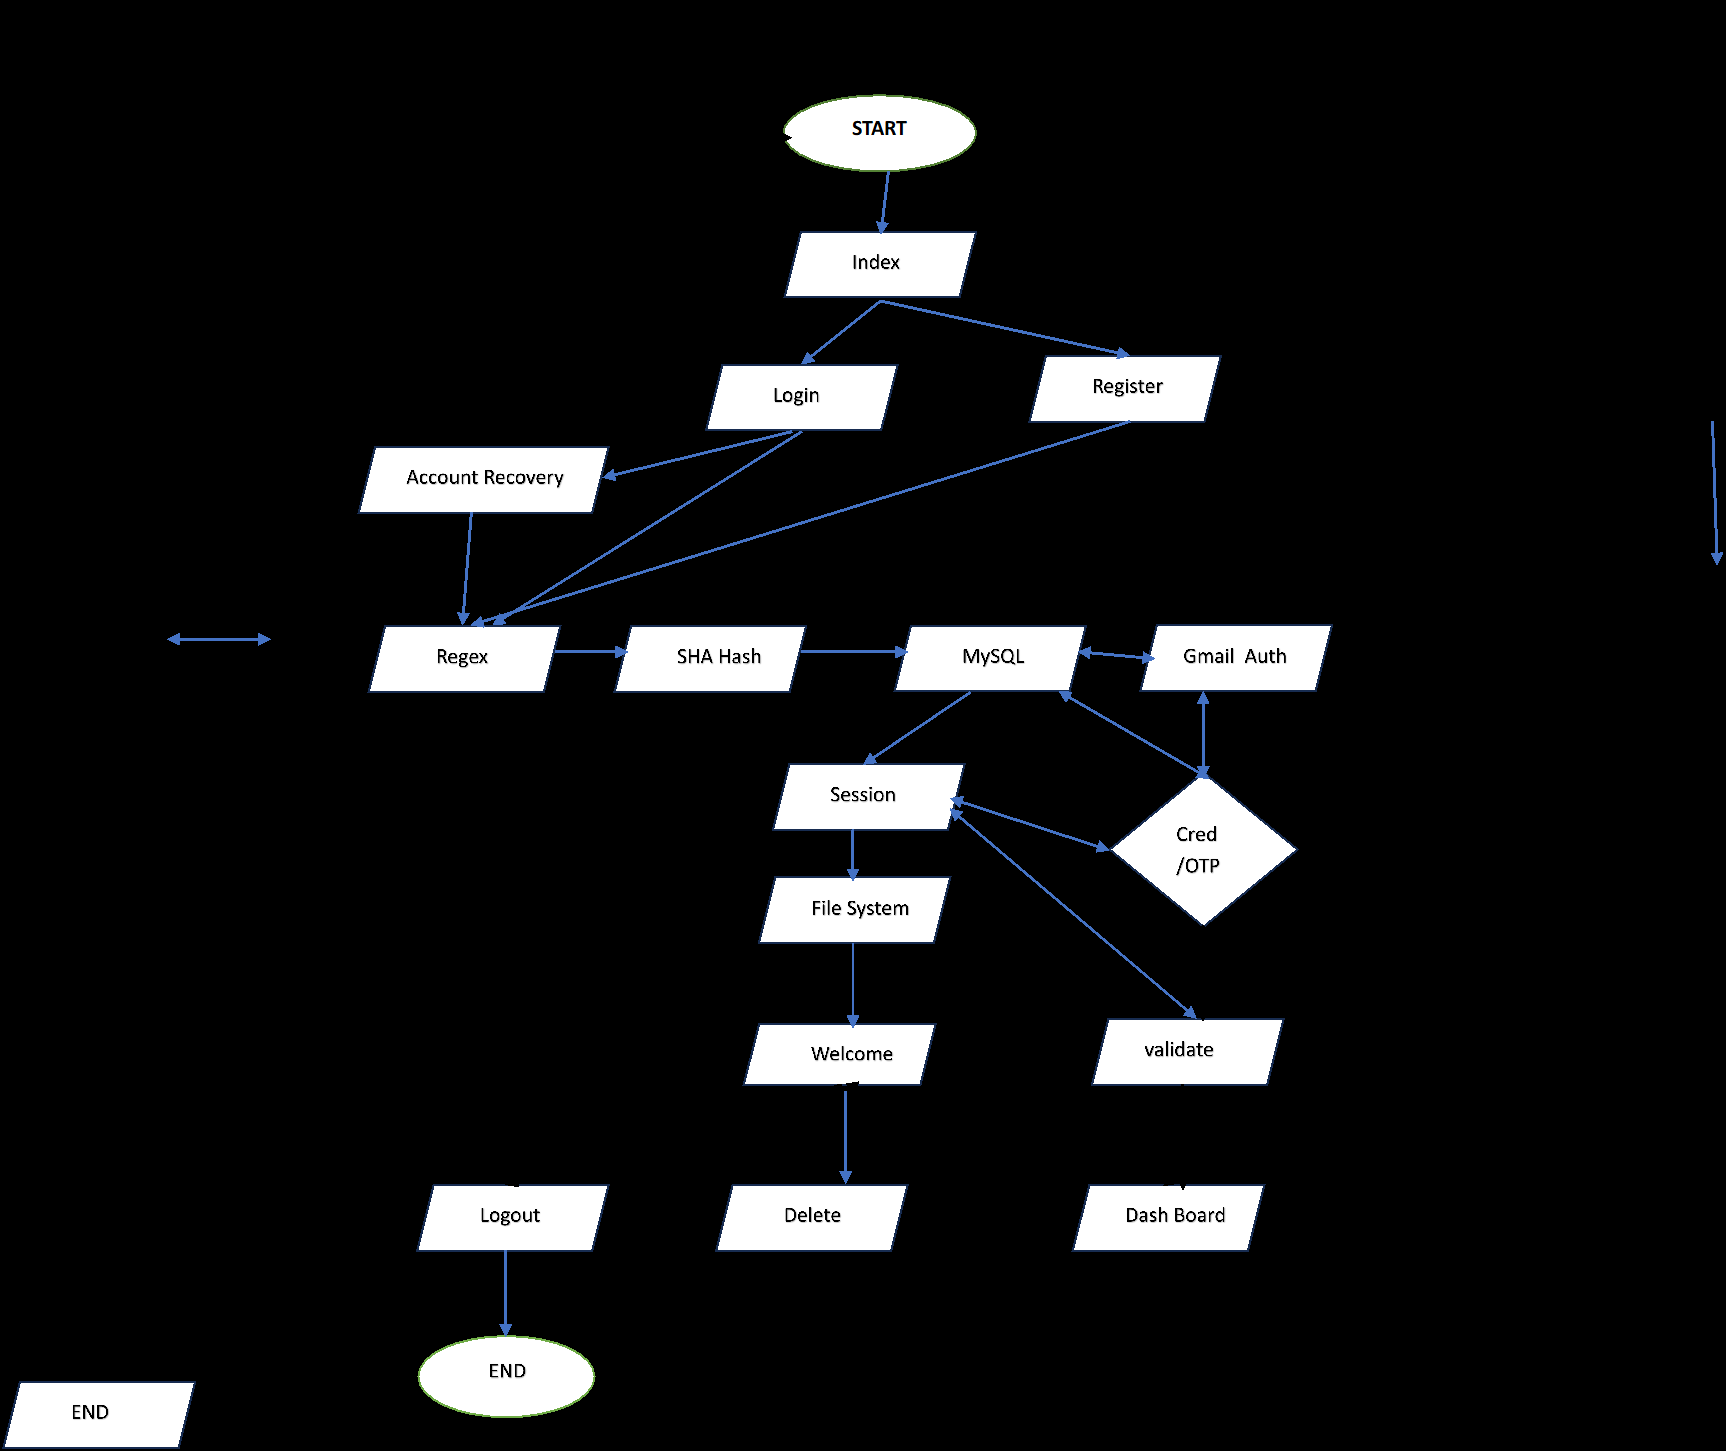 START
Index
Login
Register
Account Recovery
Regex
SHA Hash
MySQL
Gmail  Auth
Session
Cred
/OTP
File System
Welcome
validate
Logout
Delete
Dash Board
END
END